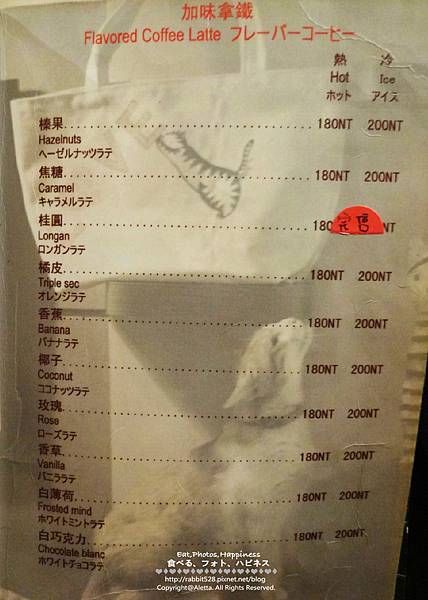 加味拿鐵
Flavored Coffee Latte フレーバーコーヒー
熱 冷
Hot Ice
ホット アイス
榛果 180NT 200NT
Hazelnuts
ヘーゼルナッツラテ
焦糖 180NT 200NT
Caramel
キャラメルラテ
桂圓 180 完售 NT
Longan
ロンガンラテ
橘皮 180NT 200NT
Triple sec
オレンジラテ
香蕉 180NT 200NT
Banana
バナナラテ
椰子 180NT 200NT
Coconut
ココナッツラテ
玫瑰 180NT 200NT
Rose
ローズラテ
香草 180NT 200NT
Vanilla
バニララテ
白薄荷 180NT 200NT
Frosted mind
ホワイトミントラテ
白巧克力 180NT 200NT
Chocolate blanc
ホワイトチョコラテ
Eat,Photos,Happiness
食べる、フォト、ハピネス
http://rabbit528.pixnet.net/blog
Copyright@Aletta. All Rights Reserved.